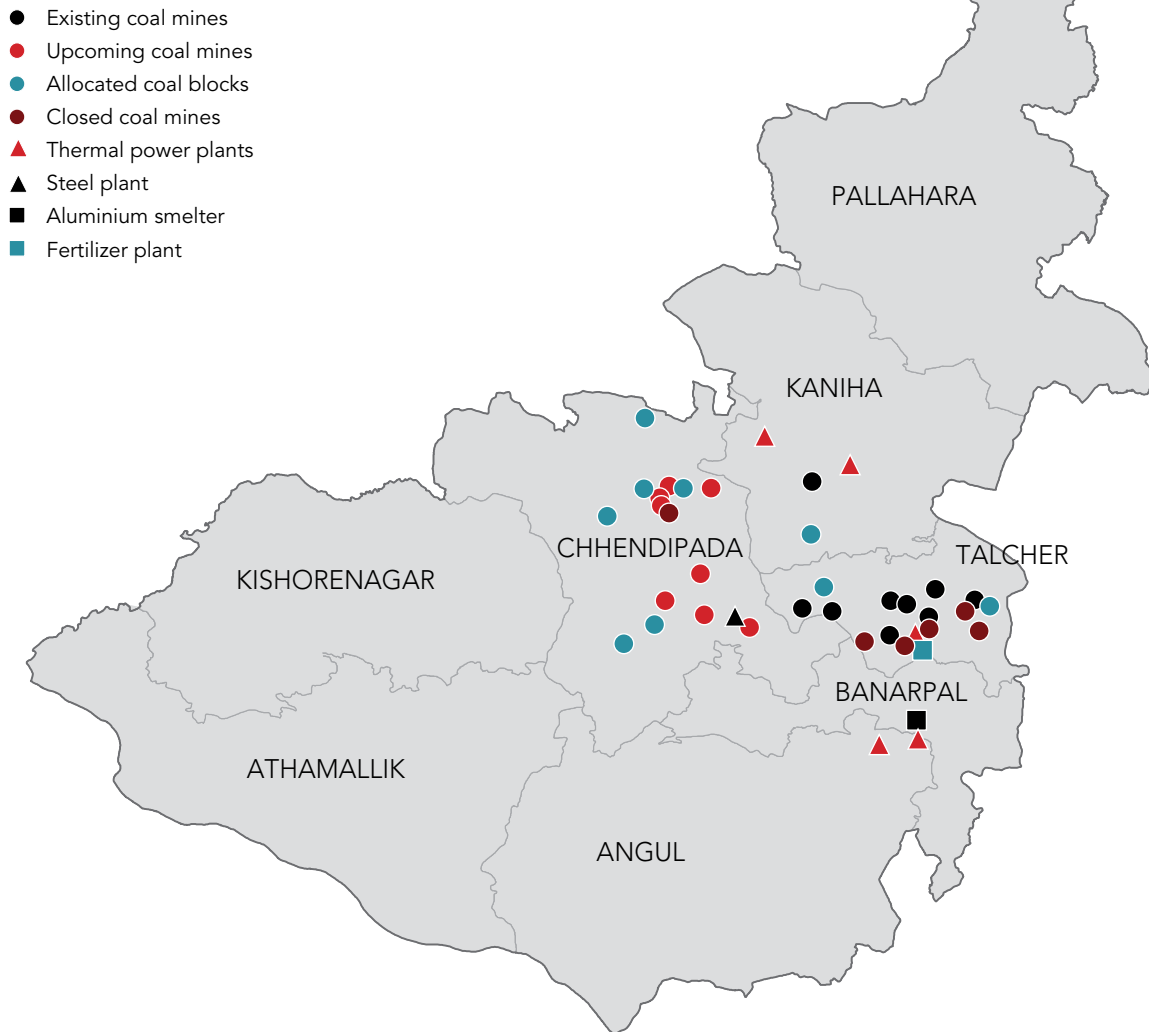 Existing coal mines
Upcoming coal mines
Allocated coal blocks
Closed coal mines
Thermal power plants
Steel plant
Aluminium smelter
Fertilizer plant
PALLAHARA
KANIHA
CHHENDIPADA
TALCHER
KISHORENAGAR
BANARPAL
ATHAMALLIK
ANGUL